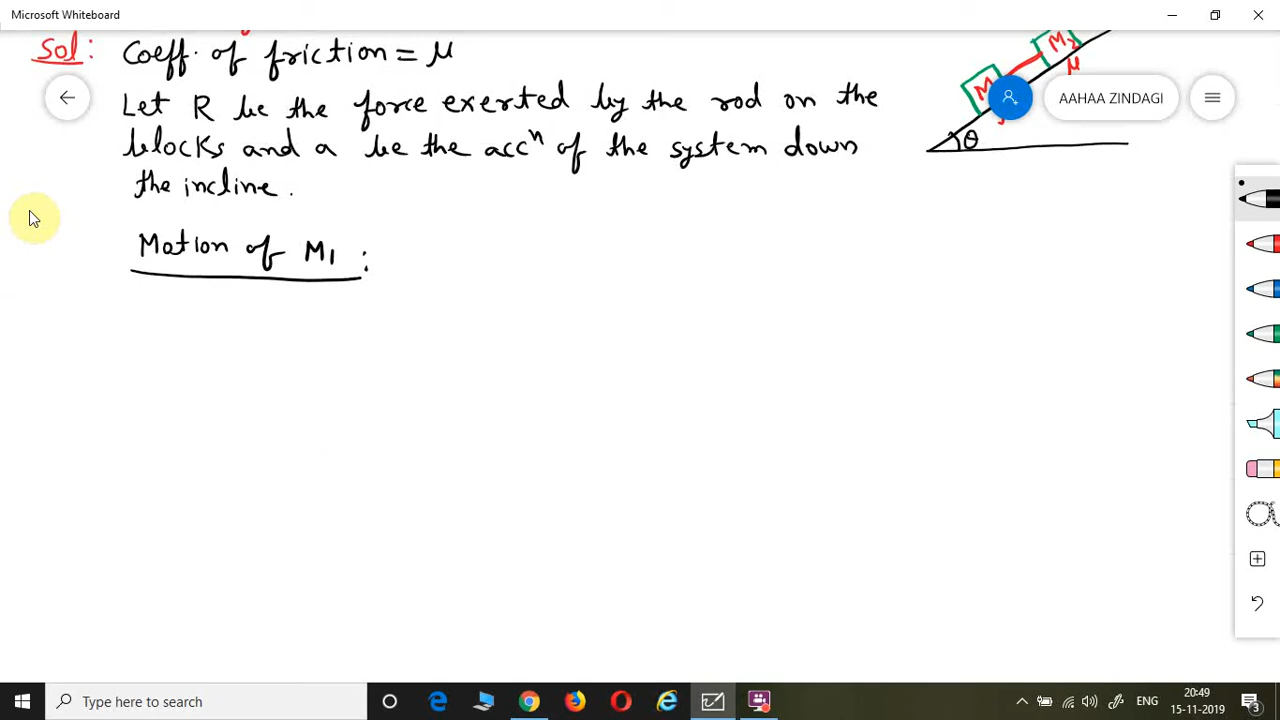 Microsoft Whiteboard
Sol: Coeff. of friction = μ
Let R be the force exerted by the rod on the
blocks and a be the accⁿ of the system down
the incline.
Motion of M₁ :
M₂
μ
M
θ
AAHAA ZINDAGI
Type here to search
ENG
20:49
15-11-2019
3